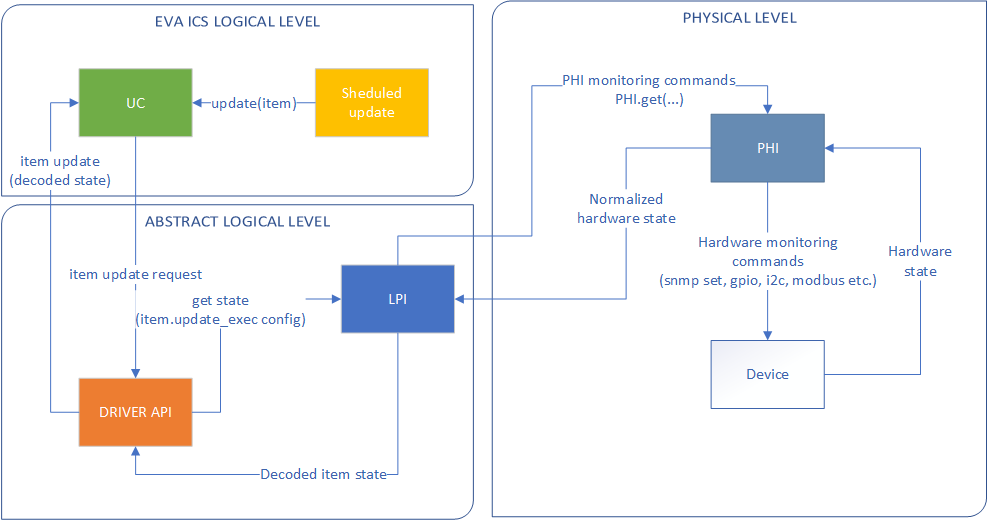 EVA ICS LOGICAL LEVEL
UC
update(item)
Sheduled
update
item update
(decoded state)
ABSTRACT LOGICAL LEVEL
item update request
get state
(item.update_exec config)
LPI
DRIVER API
Decoded item state
PHYSICAL LEVEL
PHI monitoring commands
PHI.get(...)
PHI
Normalized
hardware state
Hardware monitoring
commands
(snmp set, gpio, i2c, modbus etc.)
Hardware
state
Device